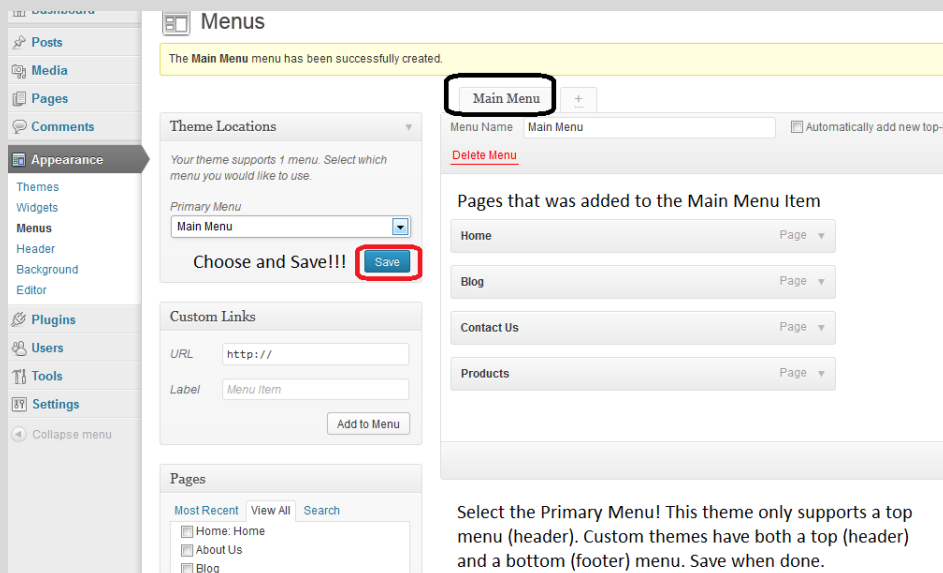 Dashboard
Posts
Media
Pages
Comments
Appearance
Themes
Widgets
Menus
Header
Background
Editor
Plugins
Users
Tools
Settings
Collapse menu
Menus
The Main Menu menu has been successfully created.
Theme Locations
Your theme supports 1 menu. Select which
menu you would like to use.
Primary Menu
Main Menu
Choose and Save!!! Save
Custom Links
URL http://
Label Menu Item
Add to Menu
Pages
Most Recent View All Search
Home: Home
About Us
Blog
Main Menu +
Menu Name Main Menu Automatically add new top-
Delete Menu
Pages that was added to the Main Menu Item
Home Page
Blog Page
Contact Us Page
Products Page
Select the Primary Menu! This theme only supports a top
menu (header). Custom themes have both a top (header)
and a bottom (footer) menu. Save when done.